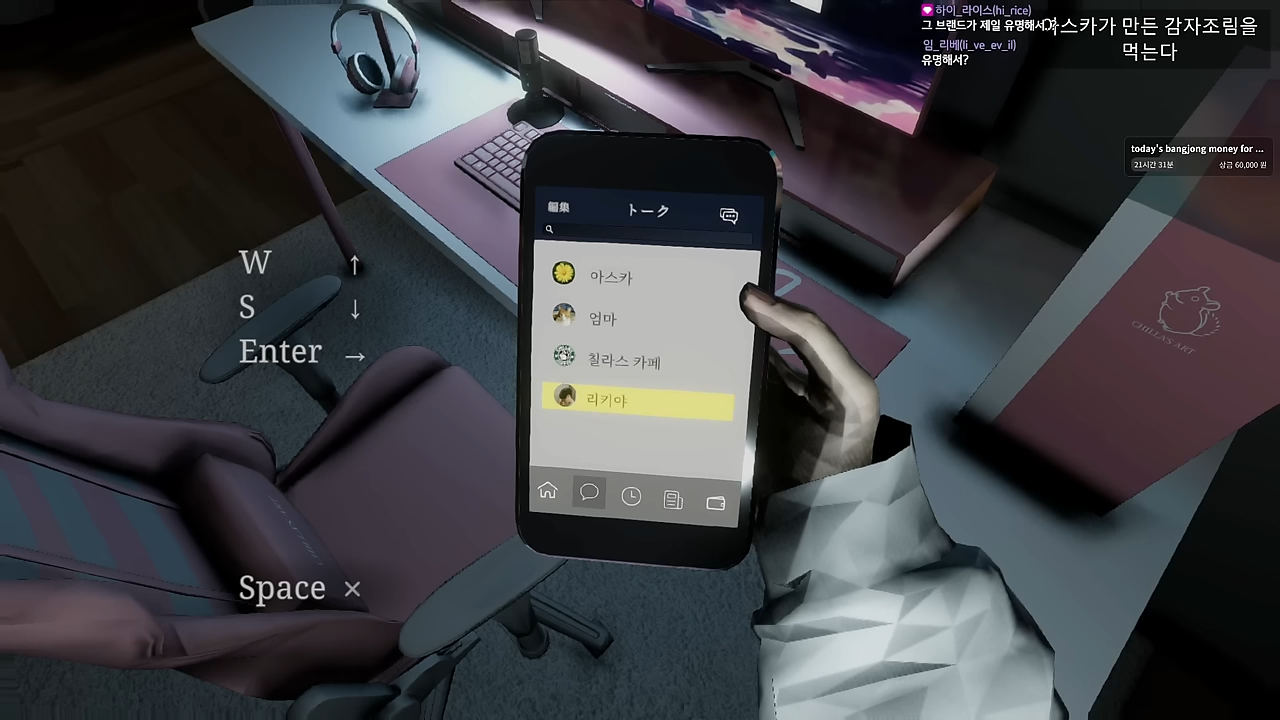 하이_라이스(hi_rice)
그 브랜드가 제일 유명해서?
임_리베(li_ve_ev_il)
유명해서?
아스카가 만든 감자조림을
먹는다
today's bangjong money for ...
21시간 31분 상금 60,000 원
編集 トーク
아스카
엄마
칠라스 카페
리키야
W ↑
S ↓
Enter →
Space ×
CHILLA'S ART